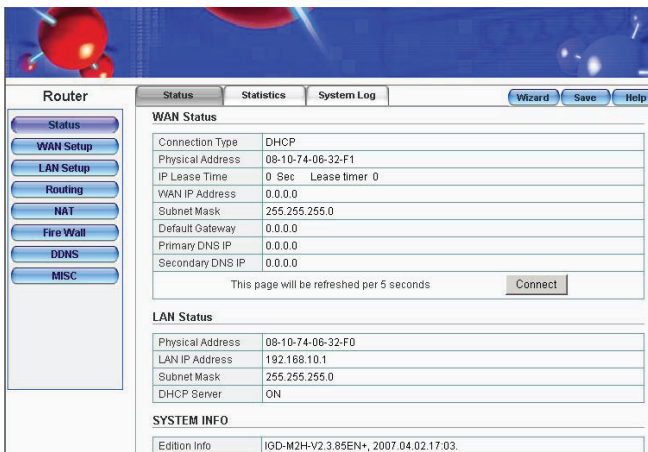 Router
Status
Statistics
System Log
Wizard
Save
Help
Status
WAN Setup
LAN Setup
Routing
NAT
Fire Wall
DDNS
MISC
WAN Status
Connection Type DHCP
Physical Address 08-10-74-06-32-F1
IP Lease Time 0 Sec Lease timer 0
WAN IP Address 0.0.0.0
Subnet Mask 255.255.255.0
Default Gateway 0.0.0.0
Primary DNS IP 0.0.0.0
Secondary DNS IP 0.0.0.0
This page will be refreshed per 5 seconds Connect
LAN Status
Physical Address 08-10-74-06-32-F0
LAN IP Address 192.168.10.1
Subnet Mask 255.255.255.0
DHCP Server ON
SYSTEM INFO
Edition Info IGD-M2H-V2.3.85EN+, 2007.04.02.17:03.